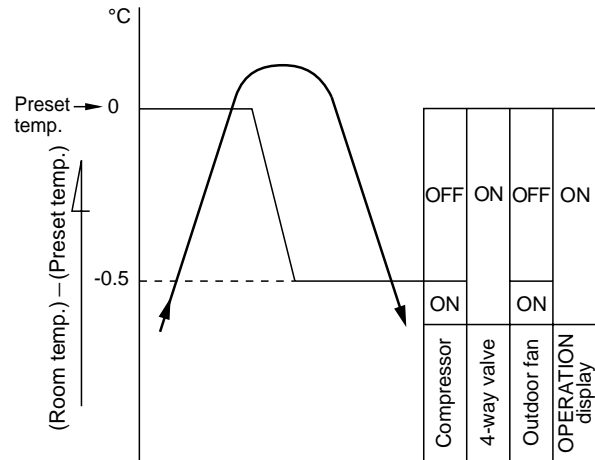 °C
Preset
temp.
0
(Room temp.) – (Preset temp.)
-0.5
OFF
ON
OFF
ON
ON
ON
Compressor
4-way valve
Outdoor fan
OPERATION
display